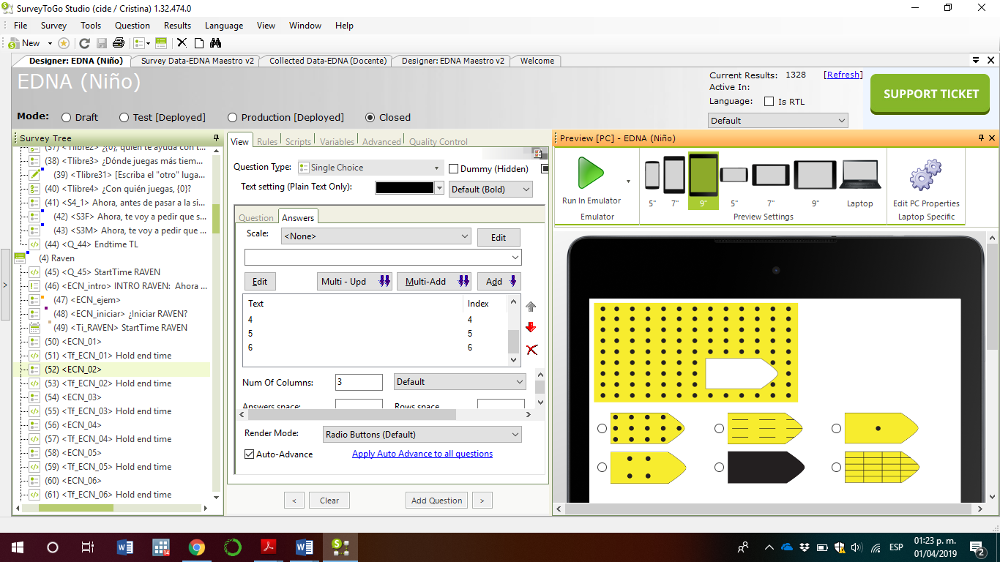 SurveyToGo Studio (cide / Cristina) 1.32.474.0
File Survey Tools Question Results Language View Window Help
New
Designer: EDNA (Niño) Survey Data-EDNA Maestro v2 Collected Data-EDNA (Docente) Designer: EDNA Maestro v2 Welcome
EDNA (Niño)
Current Results: 1328 [Refresh]
Active In:
Language: Is RTL
Default
SUPPORT TICKET
Mode: Draft Test [Deployed] Production [Deployed] Closed
Survey Tree
(37) <Tlibre2> ¿{0}, quién te ayuda con t...
(38) <Tlibre3> ¿Dónde juegas más tiem...
(39) <Tlibre31> [Escriba el "otro" luga...
(40) <Tlibre4> ¿Con quién juegas, {0}?
(41) <S4_1> Ahora, antes de pasar a la si...
(42) <S3F> Ahora, te voy a pedir que s...
(43) <S3M> Ahora, te voy a pedir que ...
(44) <Q_44> Endtime TL
(4) Raven
(45) <Q_45> StartTime RAVEN
(46) <ECN_intro> INTRO RAVEN: Ahora ...
(47) <ECN_ejem>
(48) <ECN_iniciar> ¿Iniciar RAVEN?
(49) <Ti_RAVEN> StartTime RAVEN
(50) <ECN_01>
(51) <Tf_ECN_01> Hold end time
(52) <ECN_02>
(53) <Tf_ECN_02> Hold end time
(54) <ECN_03>
(55) <Tf_ECN_03> Hold end time
(56) <ECN_04>
(57) <Tf_ECN_04> Hold end time
(58) <ECN_05>
(59) <Tf_ECN_05> Hold end time
(60) <ECN_06>
(61) <Tf_ECN_06> Hold end time
View Rules Scripts Variables Advanced Quality Control
Question Type: Single Choice Dummy (Hidden)
Text setting (Plain Text Only): Default (Bold)
Question Answers
Scale: <None> Edit
Edit Multi - Upd Multi-Add Add
Text Index
4 4
5 5
6 6
Num Of Columns: 3 Default
Answers space: Rows space
Render Mode: Radio Buttons (Default)
Auto-Advance Apply Auto Advance to all questions
< Clear Add Question >
Preview [PC] - EDNA (Niño)
Run In Emulator 5" 7" 9" 5" 7" 9" Laptop Edit PC Properties
Emulator Preview Settings Laptop Specific
>
14
ESP 01:23 p. m.
01/04/2019 2